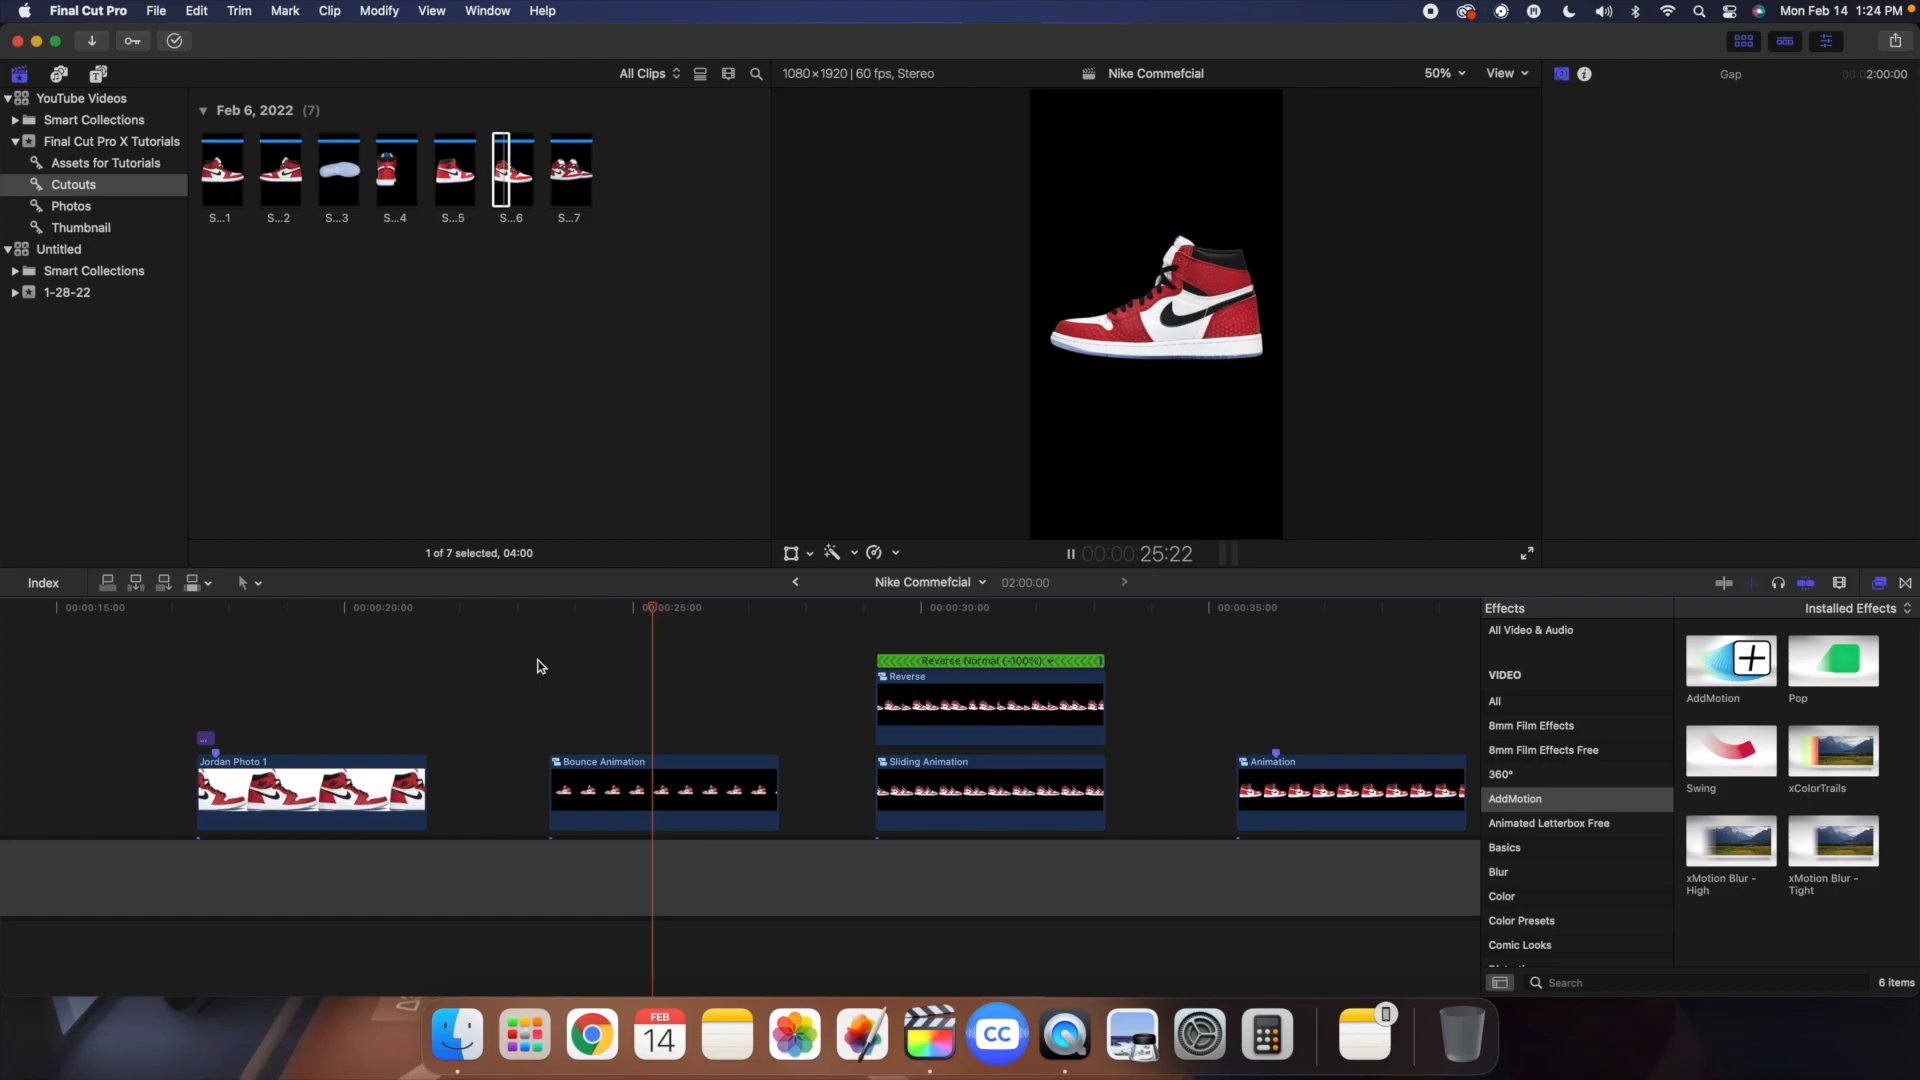 Final Cut Pro File Edit Trim Mark Clip Modify View Window Help Mon Feb 14 1:24 PM
All Clips 1080×1920 | 60 fps, Stereo Nike Commefcial 50% View Gap 00:02:00:00
YouTube Videos
Smart Collections
Final Cut Pro X Tutorials
Assets for Tutorials
Cutouts
Photos
Thumbnail
Untitled
Smart Collections
1-28-22
Feb 6, 2022 (7)
S...1 S...2 S...3 S...4 S...5 S...6 S...7
1 of 7 selected, 04:00
00:00:25:22
Index Nike Commefcial 02:00:00
00:00:15:00 00:00:20:00 00:00:25:00 00:00:30:00 00:00:35:00
Reverse Normal (-100%)
Reverse
...
Jordan Photo 1 Bounce Animation Sliding Animation Animation
Effects Installed Effects
All Video & Audio
VIDEO
All
8mm Film Effects
8mm Film Effects Free
360°
AddMotion
Animated Letterbox Free
Basics
Blur
Color
Color Presets
Comic Looks
AddMotion Pop
Swing xColorTrails
xMotion Blur - High
xMotion Blur - Tight
Search 6 items
FEB
14
CC